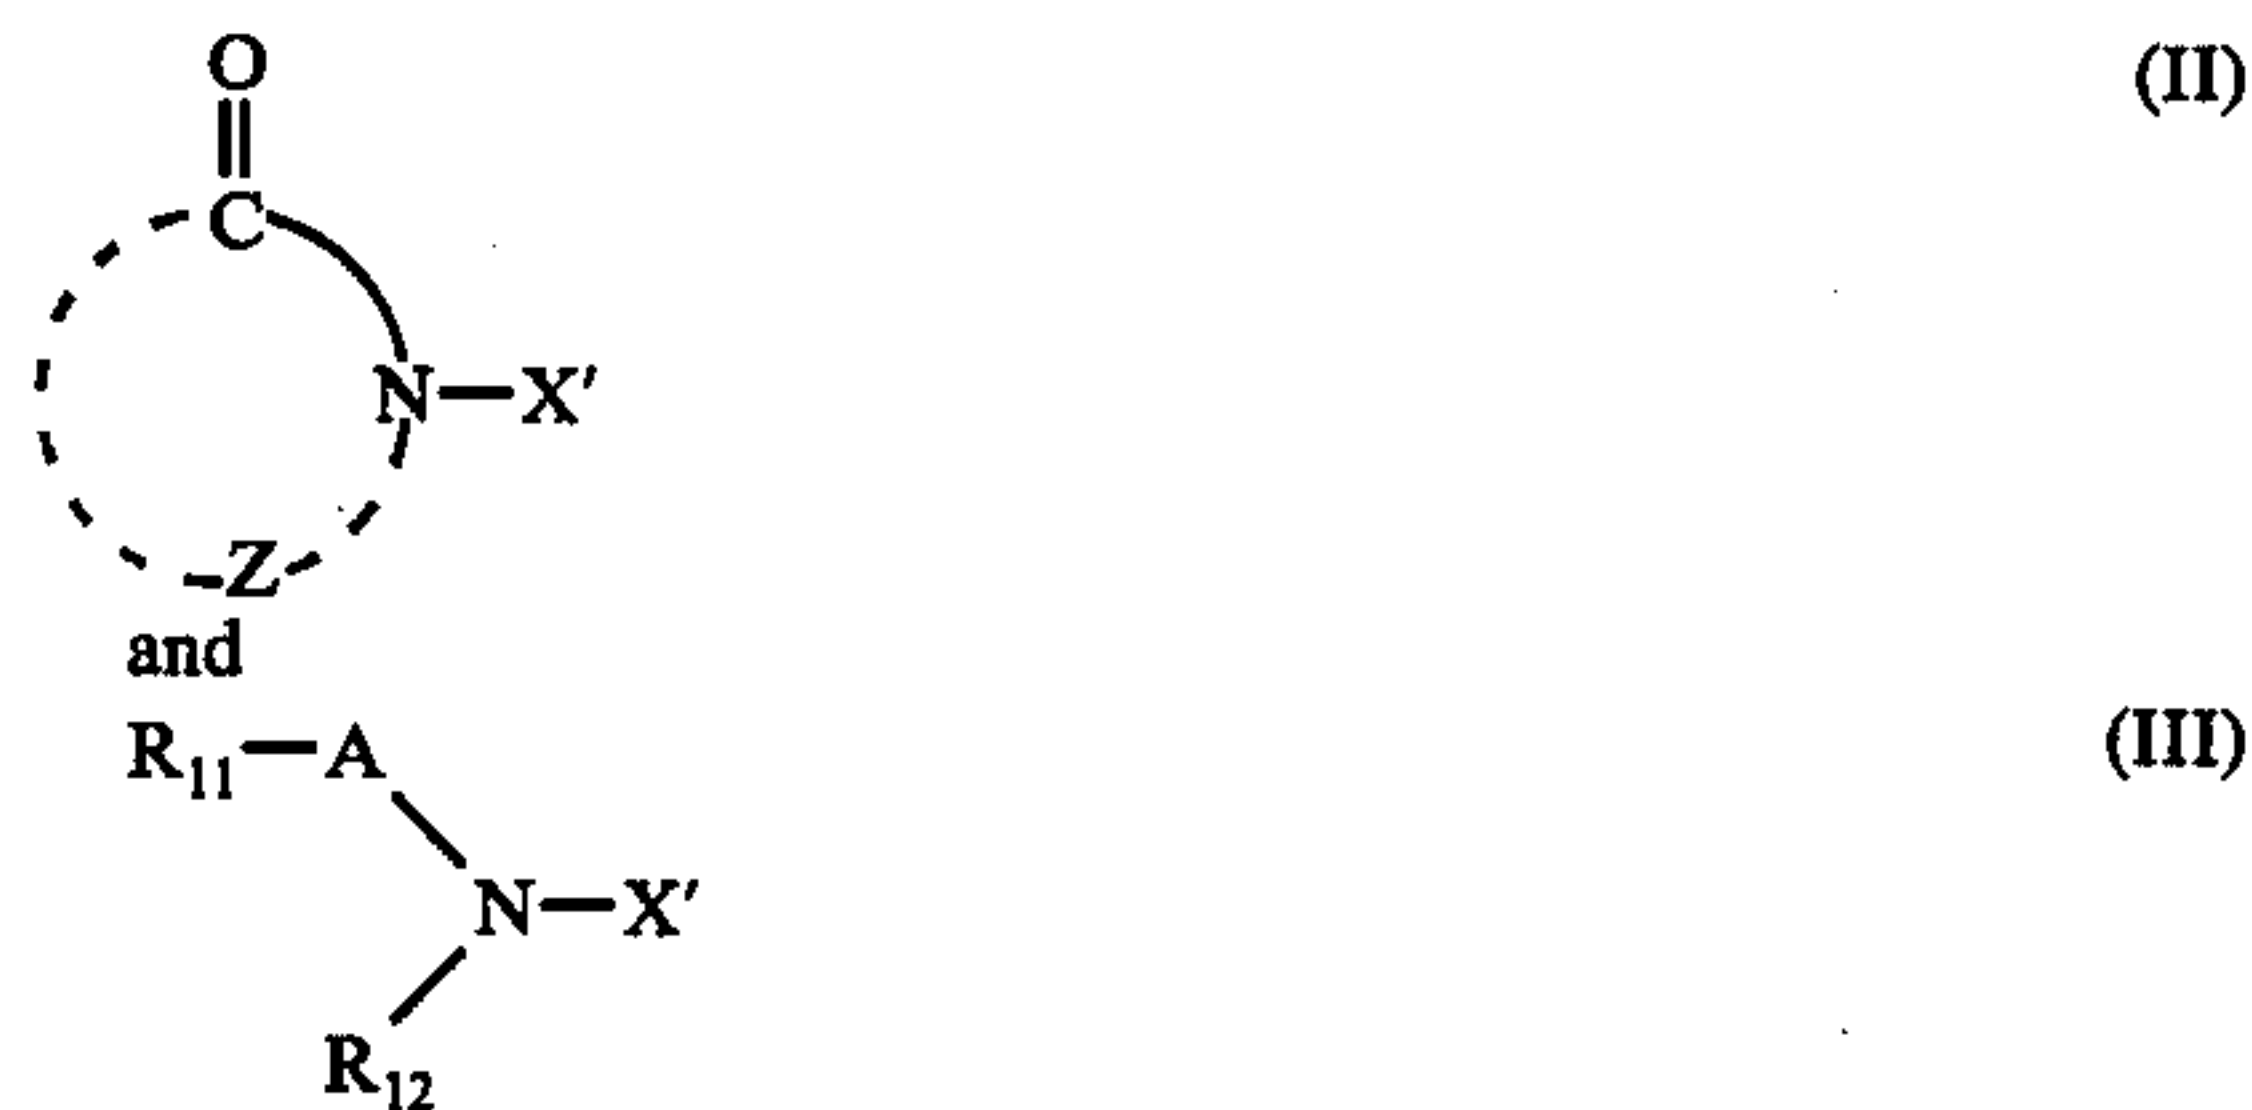 O (II)
C
N—X′
Z
and
R₁₁—A (III)
N—X′
R₁₂